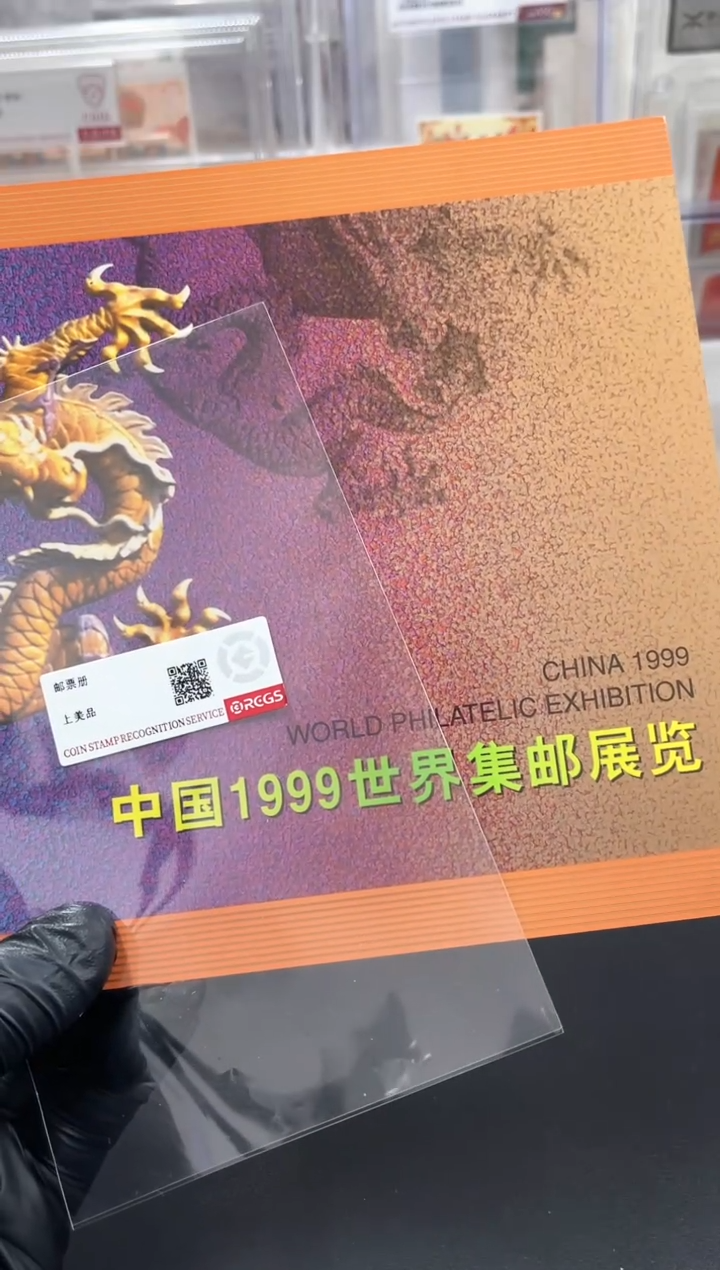 CHINA 1999
WORLD PHILATELIC EXHIBITION
中国1999世界集邮展览
邮票册
上美品
COIN STAMP RECOGNITION SERVICE
RCGS